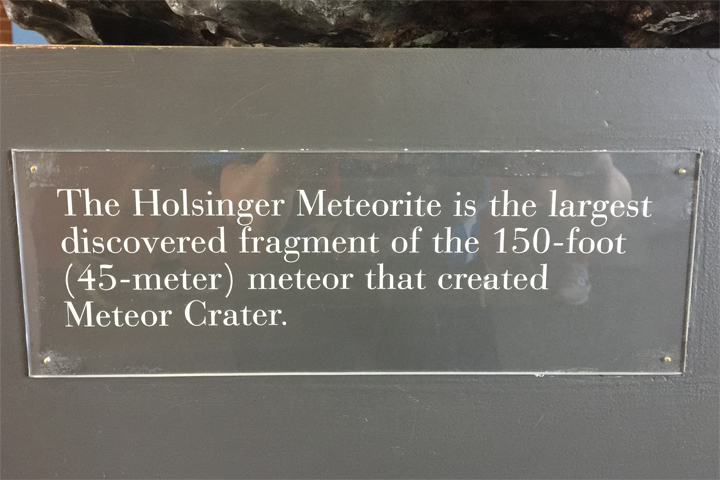 The Holsinger Meteorite is the largest
discovered fragment of the 150-foot
(45-meter) meteor that created
Meteor Crater.